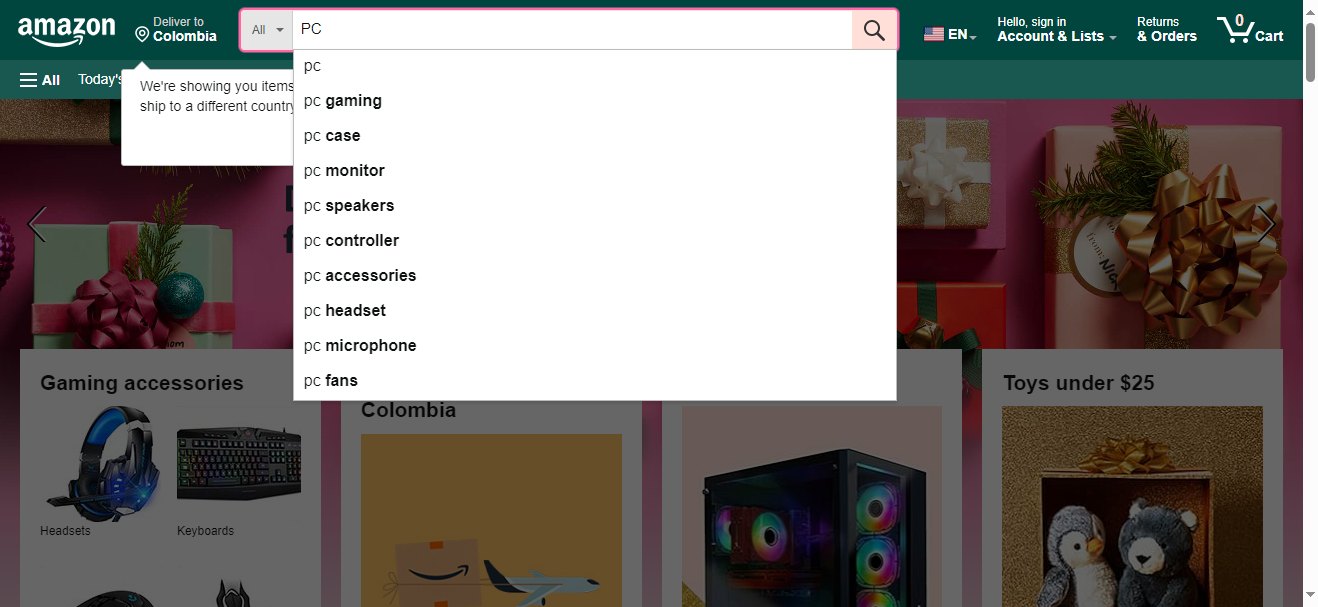 amazon
Deliver to
Colombia
All
PC
EN
Hello, sign in
Account & Lists
Returns
& Orders
0
Cart
All
Today's
We're showing you items
ship to a different country
pc
pc gaming
pc case
pc monitor
pc speakers
pc controller
pc accessories
pc headset
pc microphone
pc fans
from:
Gaming accessories
Headsets
Keyboards
Colombia
Toys under $25